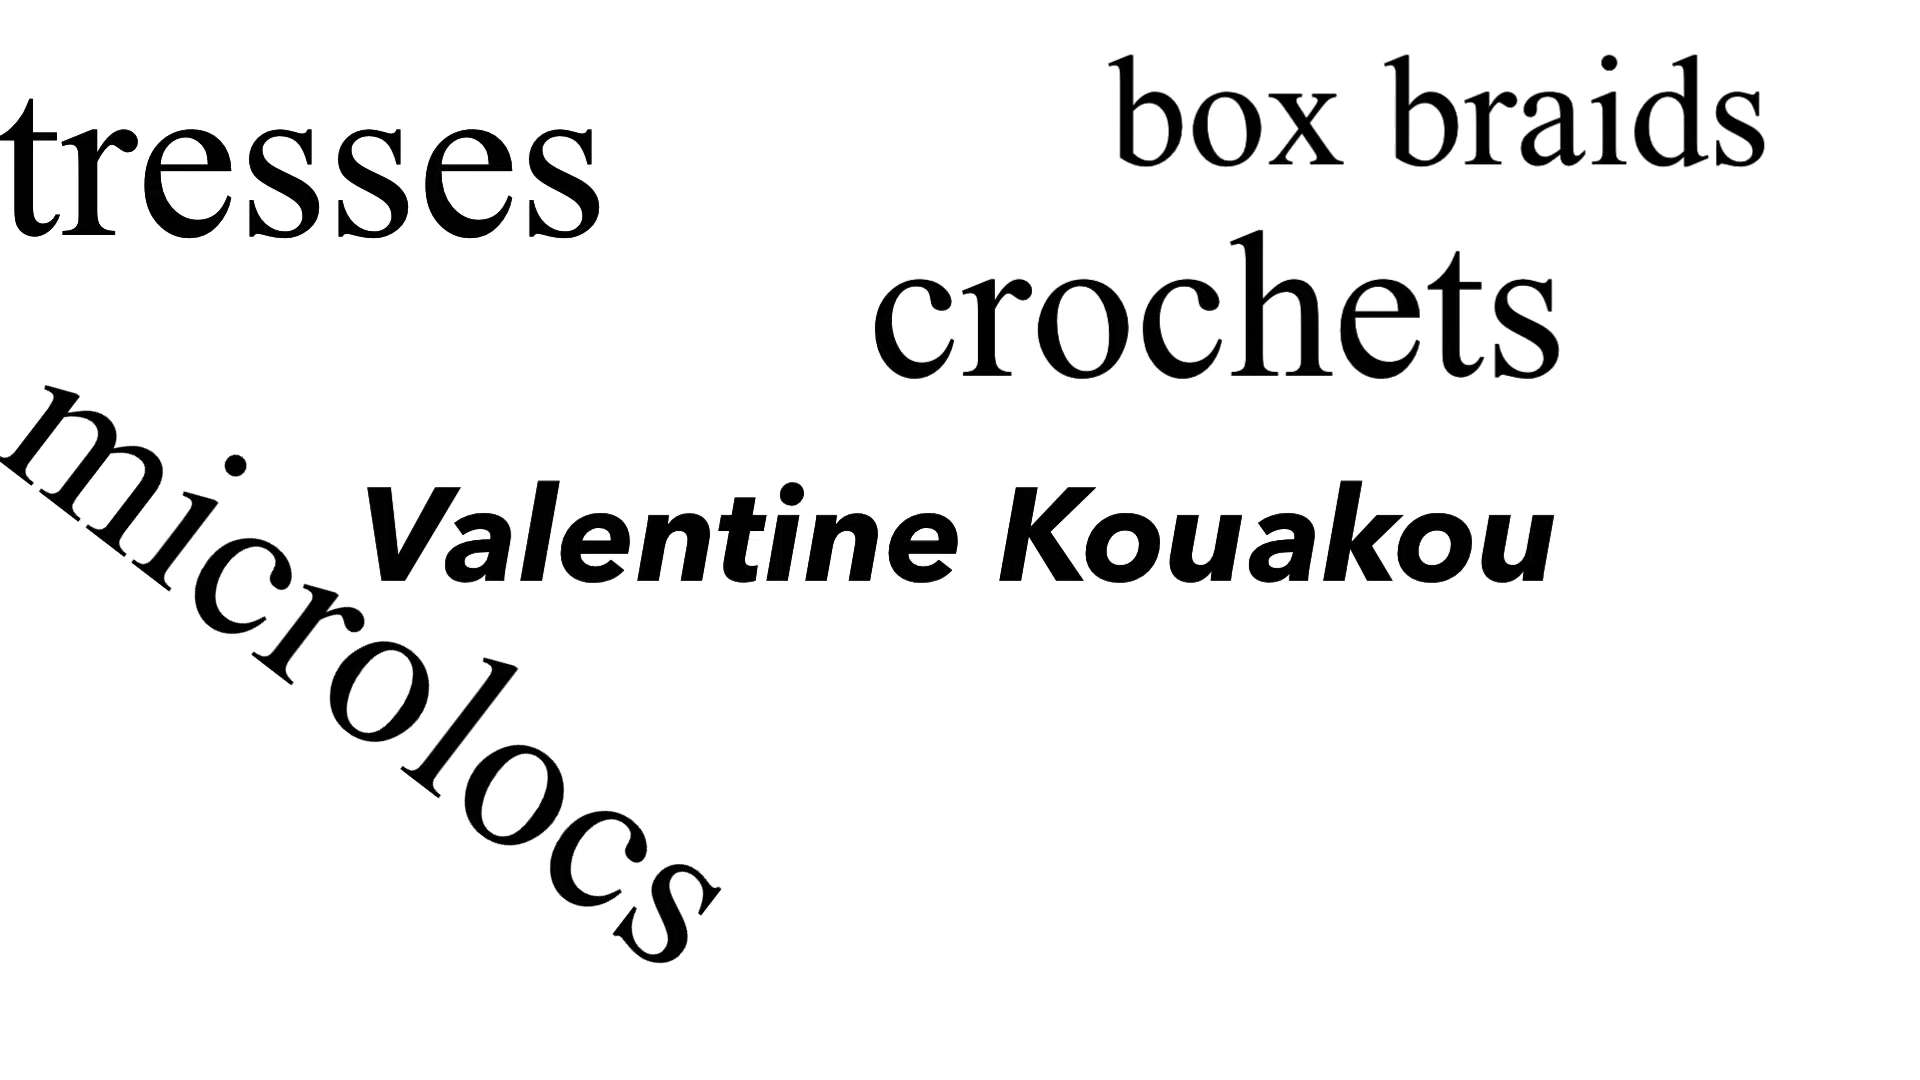 box braids
tresses
crochets
microlocs
Valentine Kouakou